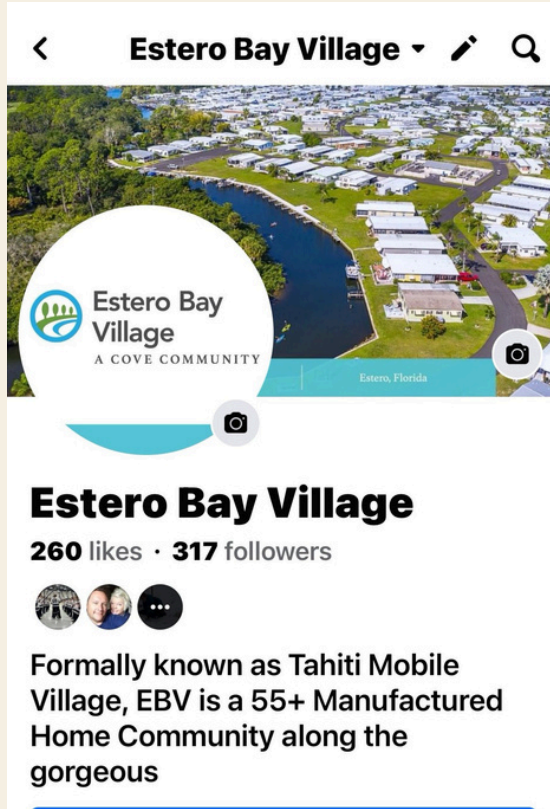 Estero Bay Village
Estero Bay
Village
A COVE COMMUNITY
Estero, Florida
Estero Bay Village
260 likes · 317 followers
Formally known as Tahiti Mobile
Village, EBV is a 55+ Manufactured
Home Community along the
gorgeous